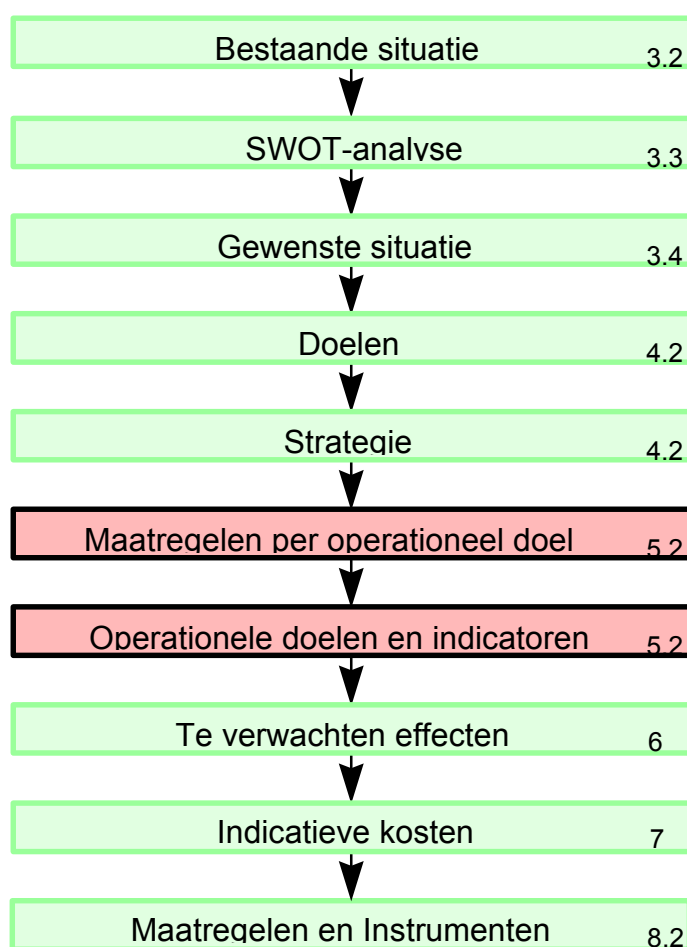 Bestaande situatie 3.2
SWOT-analyse 3.3
Gewenste situatie 3.4
Doelen 4.2
Strategie 4.2
Maatregelen per operationeel doel 5.2
Operationele doelen en indicatoren 5.2
Te verwachten effecten 6
Indicatieve kosten 7
Maatregelen en Instrumenten 8.2